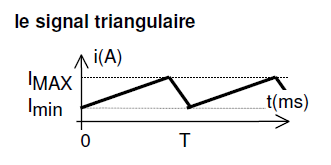 le signal triangulaire
i(A)
IMAX
Imin
t(ms)
0 T